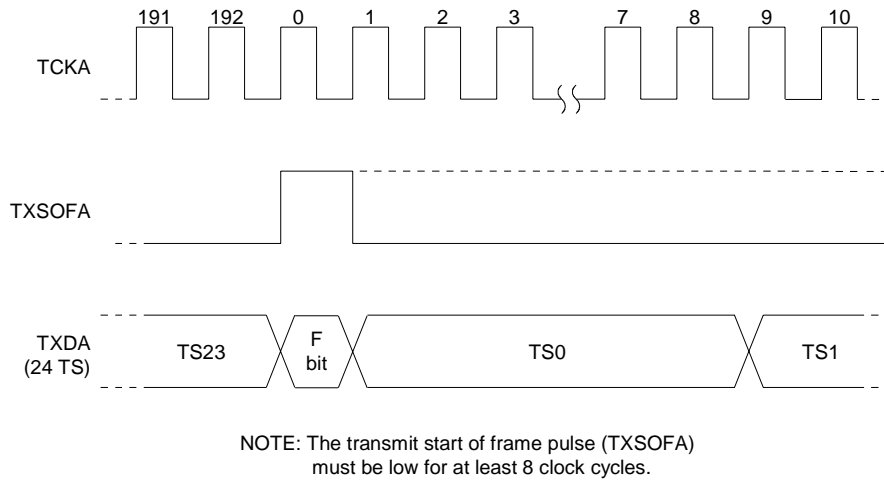 191 192 0 1 2 3 7 8 9 10
TCKA
TXSOFA
TXDA
(24 TS)
TS23
F
bit
TS0
TS1
NOTE: The transmit start of frame pulse (TXSOFA)
must be low for at least 8 clock cycles.